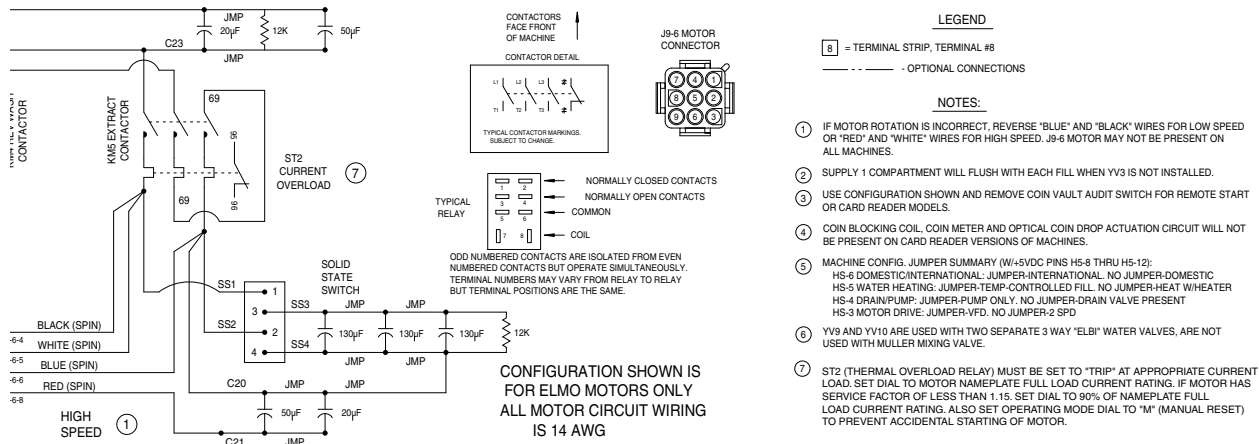 JMP
20µF
12K
50µF
C23
JMP
KM5 EXTRACT
CONTACTOR
CONTACTOR
69
96
96
69
ST2
CURRENT
OVERLOAD
7
SOLID
STATE
SWITCH
SS1
1
3
SS3
JMP
JMP
SS2
2
130µF
130µF
130µF
12K
4
SS4
JMP
JMP
BLACK (SPIN)
-6-4
WHITE (SPIN)
-6-5
BLUE (SPIN)
-6-6
RED (SPIN)
-6-8
C20
JMP
JMP
50µF
20µF
C21
JMP
HIGH
SPEED
1
CONTACTORS
FACE FRONT
OF MACHINE
CONTACTOR DETAIL
L1 L2 L3
T1 T2 T3
TYPICAL CONTACTOR MARKINGS.
SUBJECT TO CHANGE.
J9-6 MOTOR
CONNECTOR
7 4 1
8 5 2
9 6 3
TYPICAL
RELAY
1 2
3 4
5 6
7 8
NORMALLY CLOSED CONTACTS
NORMALLY OPEN CONTACTS
COMMON
COIL
ODD NUMBERED CONTACTS ARE ISOLATED FROM EVEN
NUMBERED CONTACTS BUT OPERATE SIMULTANEOUSLY.
TERMINAL NUMBERS MAY VARY FROM RELAY TO RELAY
BUT TERMINAL POSITIONS ARE THE SAME.
CONFIGURATION SHOWN IS
FOR ELMO MOTORS ONLY
ALL MOTOR CIRCUIT WIRING
IS 14 AWG
LEGEND
8 = TERMINAL STRIP, TERMINAL #8
- OPTIONAL CONNECTIONS
NOTES:
1 IF MOTOR ROTATION IS INCORRECT, REVERSE "BLUE" AND "BLACK" WIRES FOR LOW SPEED
OR "RED" AND "WHITE" WIRES FOR HIGH SPEED. J9-6 MOTOR MAY NOT BE PRESENT ON
ALL MACHINES.
2 SUPPLY 1 COMPARTMENT WILL FLUSH WITH EACH FILL WHEN YV3 IS NOT INSTALLED.
3 USE CONFIGURATION SHOWN AND REMOVE COIN VAULT AUDIT SWITCH FOR REMOTE START
OR CARD READER MODELS.
4 COIN BLOCKING COIL, COIN METER AND OPTICAL COIN DROP ACTUATION CIRCUIT WILL NOT
BE PRESENT ON CARD READER VERSIONS OF MACHINES.
5 MACHINE CONFIG. JUMPER SUMMARY (W/+5VDC PINS H5-8 THRU H5-12):
HS-6 DOMESTIC/INTERNATIONAL: JUMPER-INTERNATIONAL. NO JUMPER-DOMESTIC
HS-5 WATER HEATING: JUMPER-TEMP-CONTROLLED FILL. NO JUMPER-HEAT W/HEATER
HS-4 DRAIN/PUMP: JUMPER-PUMP ONLY. NO JUMPER-DRAIN VALVE PRESENT
HS-3 MOTOR DRIVE: JUMPER-VFD. NO JUMPER-2 SPD
6 YV9 AND YV10 ARE USED WITH TWO SEPARATE 3 WAY "ELBI" WATER VALVES, ARE NOT
USED WITH MULLER MIXING VALVE.
7 ST2 (THERMAL OVERLOAD RELAY) MUST BE SET TO "TRIP" AT APPROPRIATE CURRENT
LOAD. SET DIAL TO MOTOR NAMEPLATE FULL LOAD CURRENT RATING. IF MOTOR HAS
SERVICE FACTOR OF LESS THAN 1.15. SET DIAL TO 90% OF NAMEPLATE FULL
LOAD CURRENT RATING. ALSO SET OPERATING MODE DIAL TO "M" (MANUAL RESET)
TO PREVENT ACCIDENTAL STARTING OF MOTOR.